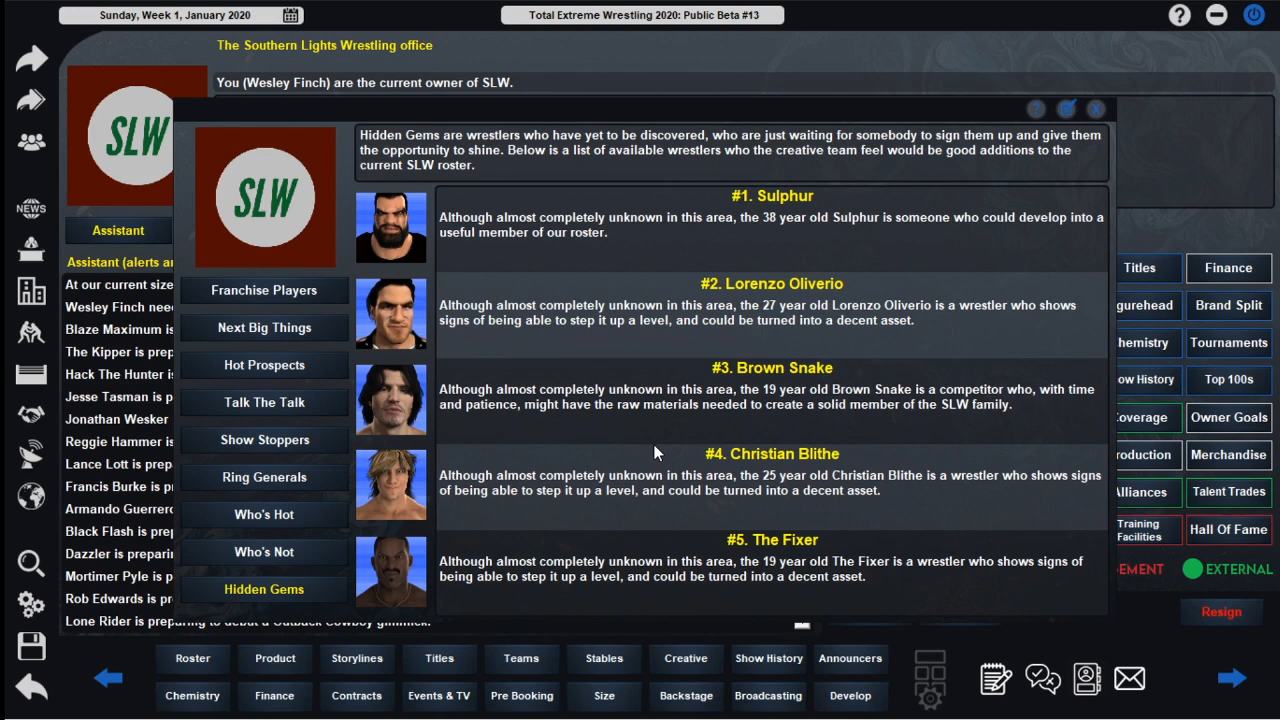 Sunday, Week 1, January 2020
Total Extreme Wrestling 2020: Public Beta #13
?
The Southern Lights Wrestling office
You (Wesley Finch) are the current owner of SLW.
SLW
NEWS
Assistant
Assistant (alerts
At our current size
Wesley Finch
Blaze Maximum is
The Kipper is
Hack The Hunter
Jesse Tasman is
Jonathan Wesker
Reggie Hammer
Lance Lott is
Francis Burke is
Armando
Black Flash is
Dazzler is
Mortimer Pyle is
Rob Edwards is
Lone Rider is preparing to debut a Outback Cowboy gimmick.
? X
SLW
Hidden Gems are wrestlers who have yet to be discovered, who are just waiting for somebody to sign them up and give them
the opportunity to shine. Below is a list of available wrestlers who the creative team feel would be good additions to the
current SLW roster.
Franchise Players
Next Big Things
Hot Prospects
Talk The Talk
Show Stoppers
Ring Generals
Who's Hot
Who's Not
Hidden Gems
#1. Sulphur
Although almost completely unknown in this area, the 38 year old Sulphur is someone who could develop into a
useful member of our roster.
#2. Lorenzo Oliverio
Although almost completely unknown in this area, the 27 year old Lorenzo Oliverio is a wrestler who shows
signs of being able to step it up a level, and could be turned into a decent asset.
#3. Brown Snake
Although almost completely unknown in this area, the 19 year old Brown Snake is a competitor who, with time
and patience, might have the raw materials needed to create a solid member of the SLW family.
#4. Christian Blithe
Although almost completely unknown in this area, the 25 year old Christian Blithe is a wrestler who shows signs
of being able to step it up a level, and could be turned into a decent asset.
#5. The Fixer
Although almost completely unknown in this area, the 19 year old The Fixer is a wrestler who shows signs of
being able to step it up a level, and could be turned into a decent asset.
Titles Finance
gurehead Brand Split
hemistry Tournaments
ow History Top 100s
overage Owner Goals
roduction Merchandise
Alliances Talent Trades
Training Facilities Hall Of Fame
EMENT EXTERNAL
Resign
Roster Product Storylines Titles Teams Stables Creative Show History Announcers
Chemistry Finance Contracts Events & TV Pre Booking Size Backstage Broadcasting Develop